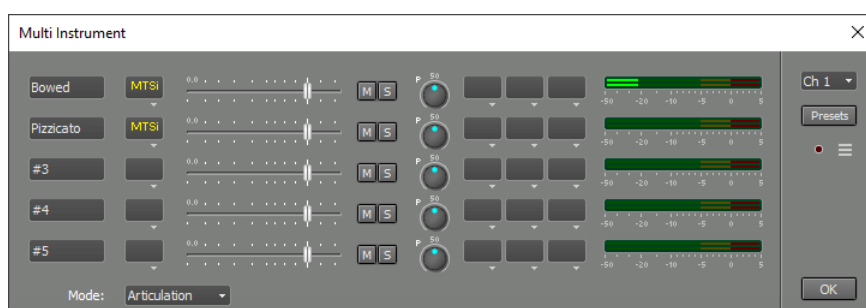 Multi Instrument
Bowed MTSi 0.0 M S P 50 -50 -20 -10 -5 0 5 Ch 1
Pizzicato MTSi 0.0 M S P 50 -50 -20 -10 -5 0 5 Presets
#3 0.0 M S P 50 -50 -20 -10 -5 0 5
#4 0.0 M S P 50 -50 -20 -10 -5 0 5
#5 0.0 M S P 50 -50 -20 -10 -5 0 5
Mode: Articulation OK